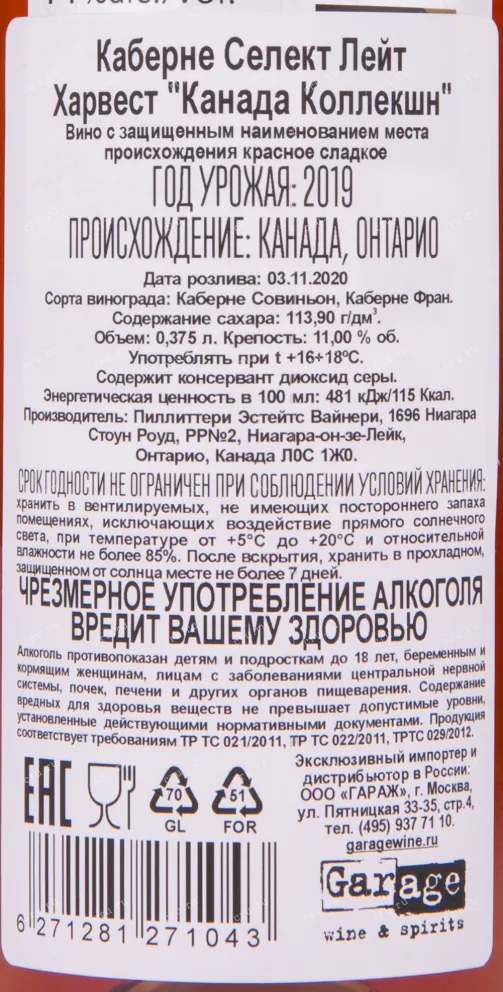 Каберне Селект Лейт
Харвест "Канада Коллекшн"
Вино с защищенным наименованием места
происхождения красное сладкое
ГОД УРОЖАЯ: 2019
ПРОИСХОЖДЕНИЕ: КАНАДА, ОНТАРИО
Дата розлива: 03.11.2020
Сорта винограда: Каберне Совиньон, Каберне Фран.
Содержание сахара: 113,90 г/дм³.
Объем: 0,375 л. Крепость: 11,00 % об.
Употреблять при t +16÷18ºС.
Содержит консервант диоксид серы.
Энергетическая ценность в 100 мл: 481 кДж/115 Ккал.
Производитель: Пиллиттери Эстейтс Вайнери, 1696 Ниагара
Стоун Роуд, РР№2, Ниагара-он-зе-Лейк,
Онтарио, Канада Л0С 1Ж0.
СРОК ГОДНОСТИ НЕ ОГРАНИЧЕН ПРИ СОБЛЮДЕНИИ УСЛОВИЙ ХРАНЕНИЯ:
хранить в вентилируемых, не имеющих постороннего запаха
помещениях, исключающих воздействие прямого солнечного
света, при температуре от +5°С до +20°С и относительной
влажности не более 85%. После вскрытия, хранить в прохладном,
защищенном от солнца месте не более 7 дней.
ЧРЕЗМЕРНОЕ УПОТРЕБЛЕНИЕ АЛКОГОЛЯ
ВРЕДИТ ВАШЕМУ ЗДОРОВЬЮ
Алкоголь противопоказан детям и подросткам до 18 лет, беременным и
кормящим женщинам, лицам с заболеваниями центральной нервной
системы, почек, печени и других органов пищеварения. Содержание
вредных для здоровья веществ не превышает допустимые уровни,
установленные действующими нормативными документами. Продукция
соответствует требованиям ТР ТС 021/2011, ТР ТС 022/2011, ТРТС 029/2012.
Эксклюзивный импортер и
дистрибьютор в России:
ООО «ГАРАЖ», г. Москва,
ул. Пятницкая 33-35, стр.4,
тел. (495) 937 71 10.
garagewine.ru
EAC
70
GL
51
FOR
Garage
wine & spirits
6 271281 271043